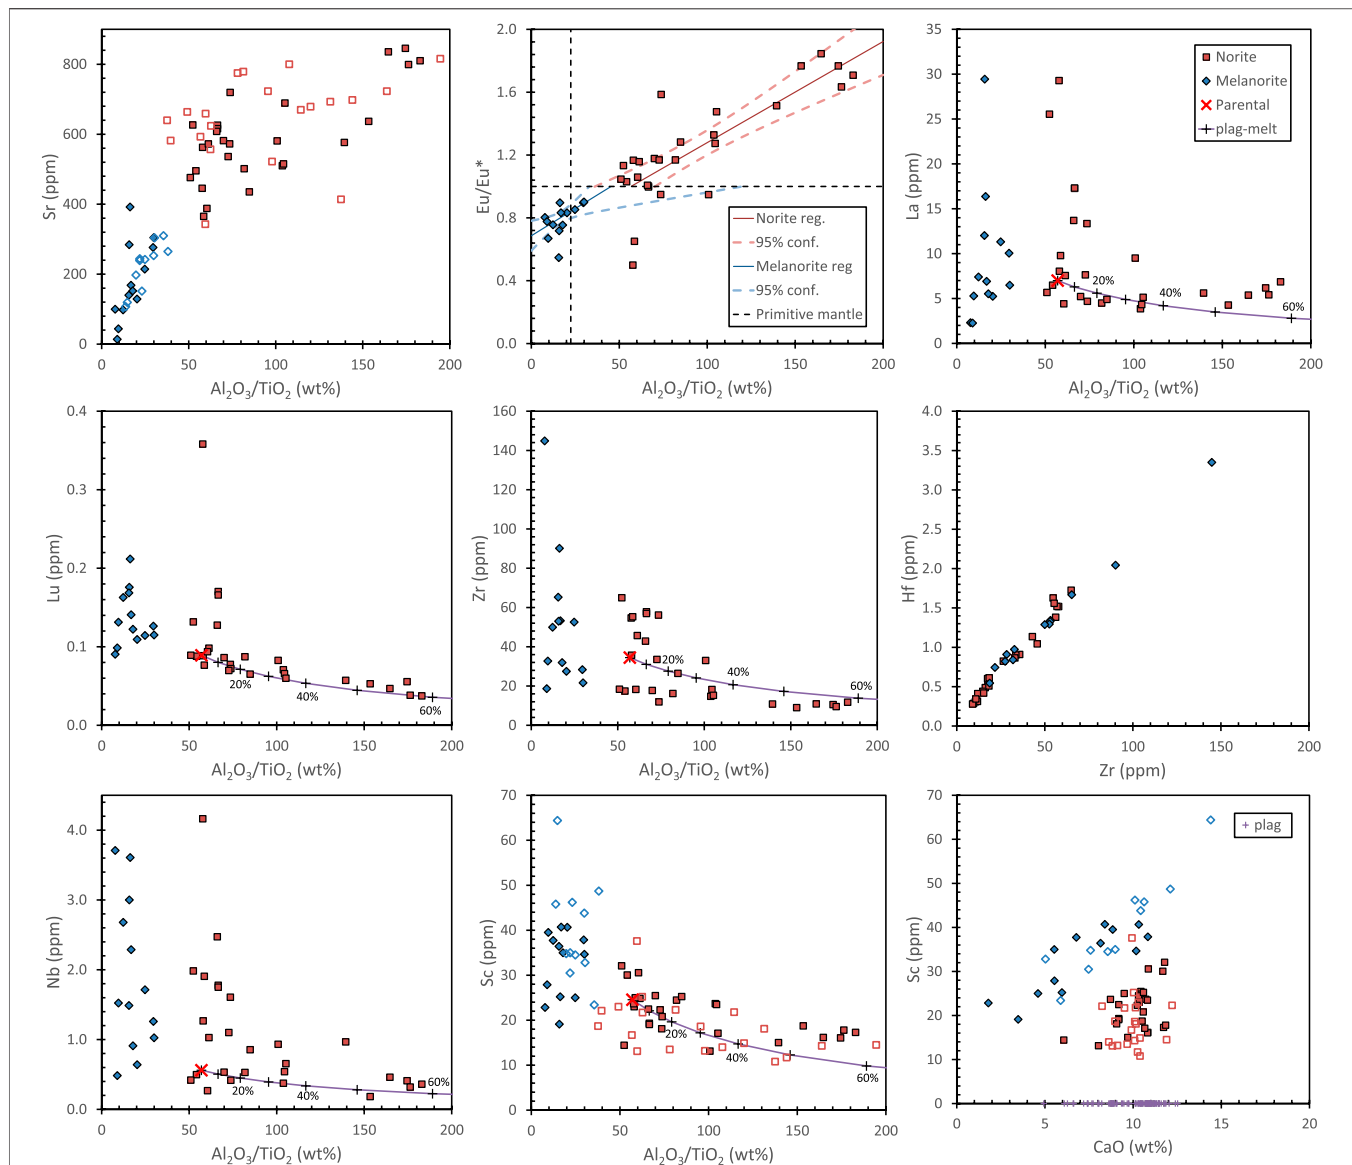 800
600
400
200
0
Sr (ppm)
0 50 100 150 200
Al₂O₃/TiO₂ (wt%)
2.0
1.6
1.2
0.8
0.4
0.0
Eu/Eu*
Norite reg.
95% conf.
Melanorite reg
95% conf.
Primitive mantle
0 50 100 150 200
Al₂O₃/TiO₂ (wt%)
35
30
25
20
15
10
5
0
La (ppm)
Norite
Melanorite
Parental
plag-melt
20%
40%
60%
0 50 100 150 200
Al₂O₃/TiO₂ (wt%)
0.4
0.3
0.2
0.1
0.0
Lu (ppm)
20%
40%
60%
0 50 100 150 200
Al₂O₃/TiO₂ (wt%)
160
140
120
100
80
60
40
20
0
Zr (ppm)
20%
40%
60%
0 50 100 150 200
Al₂O₃/TiO₂ (wt%)
4.0
3.5
3.0
2.5
2.0
1.5
1.0
0.5
0.0
Hf (ppm)
0 50 100 150 200
Zr (ppm)
4.0
3.0
2.0
1.0
0.0
Nb (ppm)
20%
40%
60%
0 50 100 150 200
Al₂O₃/TiO₂ (wt%)
70
60
50
40
30
20
10
0
Sc (ppm)
20%
40%
60%
0 50 100 150 200
Al₂O₃/TiO₂ (wt%)
70
60
50
40
30
20
10
0
Sc (ppm)
plag
0 5 10 15 20
CaO (wt%)